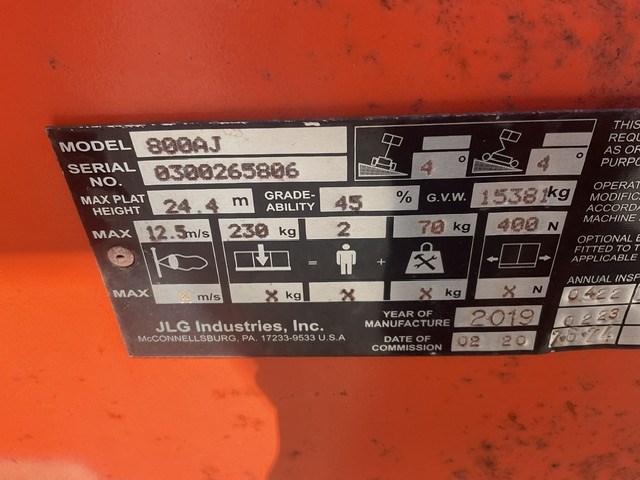 MODEL 800AJ
SERIAL NO. 0300265806
4° 4°
MAX PLAT HEIGHT 24.4 m
GRADE-ABILITY 45 %
G.V.W. 15381 kg
MAX 12.5 m/s 230 kg 2 70 kg 400 N
= +
MAX X m/s X kg X X kg X N
JLG Industries, Inc.
McCONNELLSBURG, PA. 17233-9533 U.S.A
YEAR OF MANUFACTURE 2019
DATE OF COMMISSION 02 20
THIS
REQU
AS OR
PURPO
OPERAT
MODIFIC
ACCORDA
MACHINE
OPTIONAL E
FITTED TO T
APPLICABLE
ANNUAL INSP
0422
0223